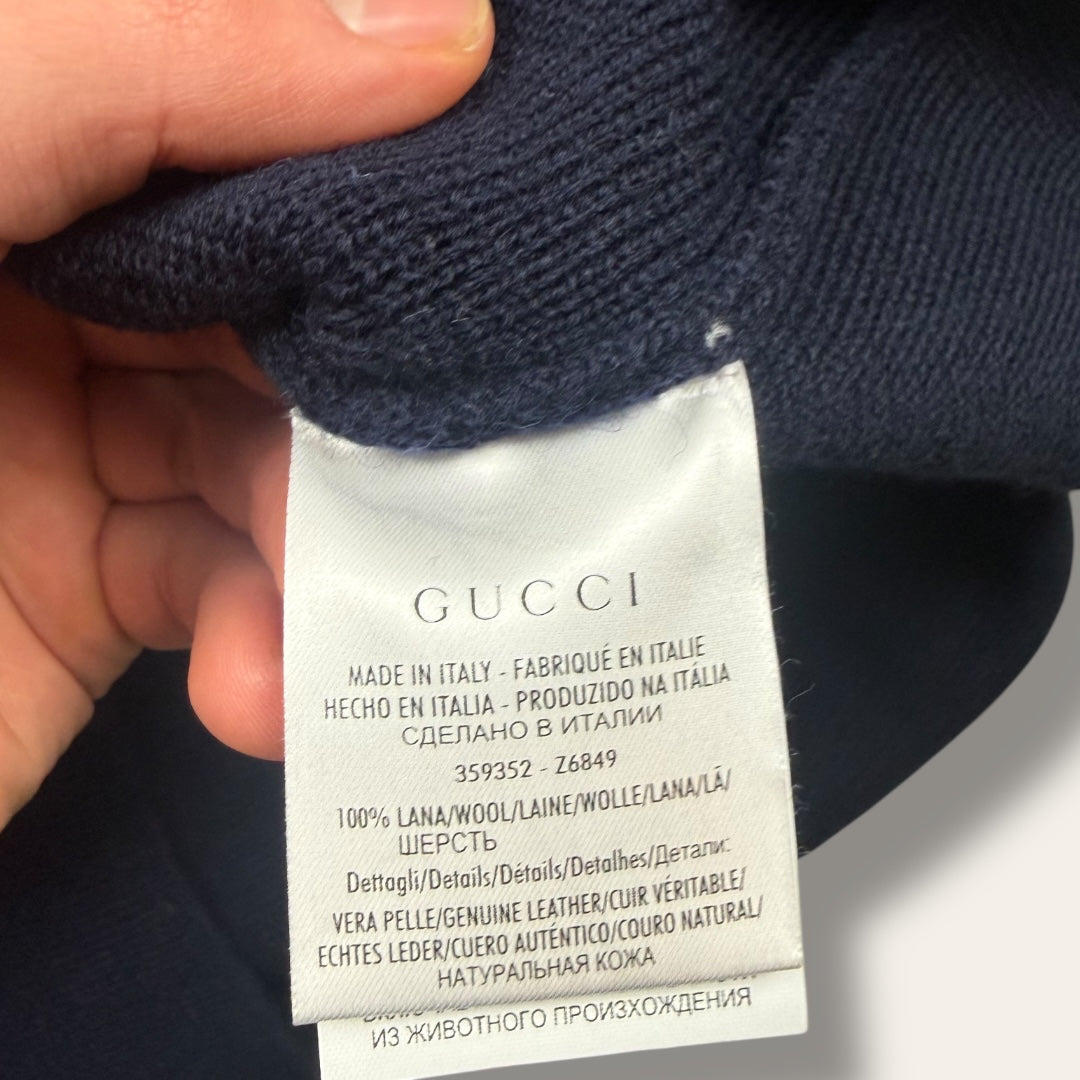 GUCCI
MADE IN ITALY - FABRIQUÉ EN ITALIE
HECHO EN ITALIA - PRODUZIDO NA ITÁLIA
СДЕЛАНО В ИТАЛИИ
359352 - Z6849
100% LANA/WOOL/LAINE/WOLLE/LANA/LÃ/
ШЕРСТЬ
Dettagli/Details/Détails/Detalhes/Детали:
VERA PELLE/GENUINE LEATHER/CUIR VÉRITABLE/
ECHTES LEDER/CUERO AUTÉNTICO/COURO NATURAL/
НАТУРАЛЬНАЯ КОЖА
ИЗ ЖИВОТНОГО ПРОИЗХОЖДЕНИЯ